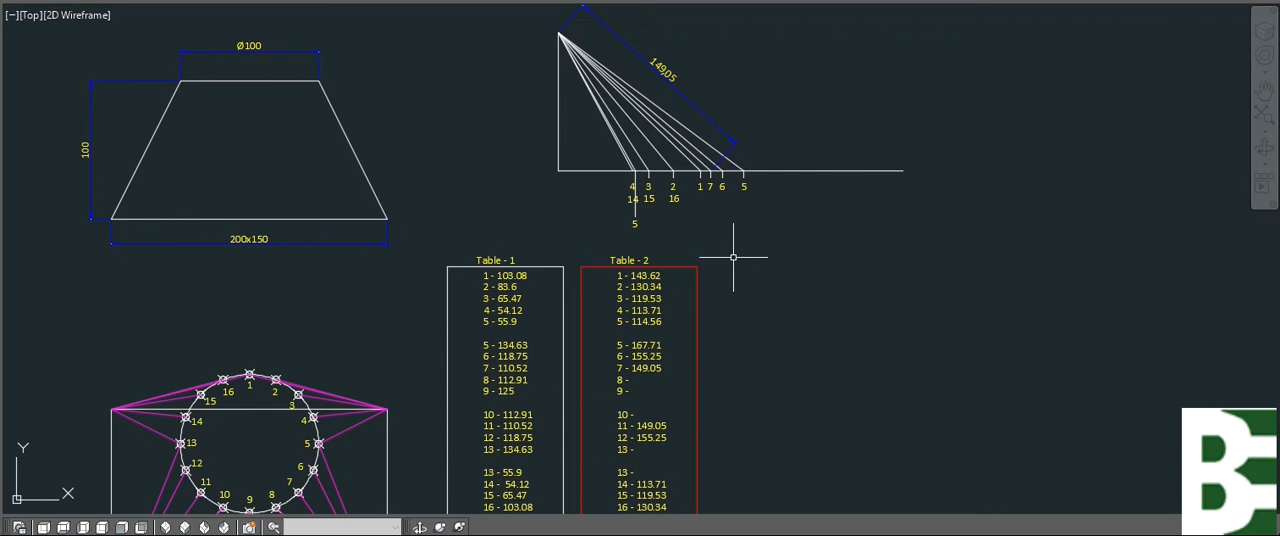 [−][Top][2D Wireframe]
Ø100
100
200x150
149,05
4 3 2 1 7 6 5
14 15 16
5
Table - 1
1 - 103.08
2 - 83.6
3 - 65.47
4 - 54.12
5 - 55.9
5 - 134.63
6 - 118.75
7 - 110.52
8 - 112.91
9 - 125
10 - 112.91
11 - 110.52
12 - 118.75
13 - 134.63
13 - 55.9
14 - 54.12
15 - 65.47
16 - 103.08
Table - 2
1 - 143.62
2 - 130.34
3 - 119.53
4 - 113.71
5 - 114.56
5 - 167.71
6 - 155.25
7 - 149.05
8 -
9 -
10 -
11 - 149.05
12 - 155.25
13 -
13 -
14 - 113.71
15 - 119.53
16 - 130.34
1
16 2
15 3
14 4
13 5
12 6
11 7
10 9 8
Y
X
B